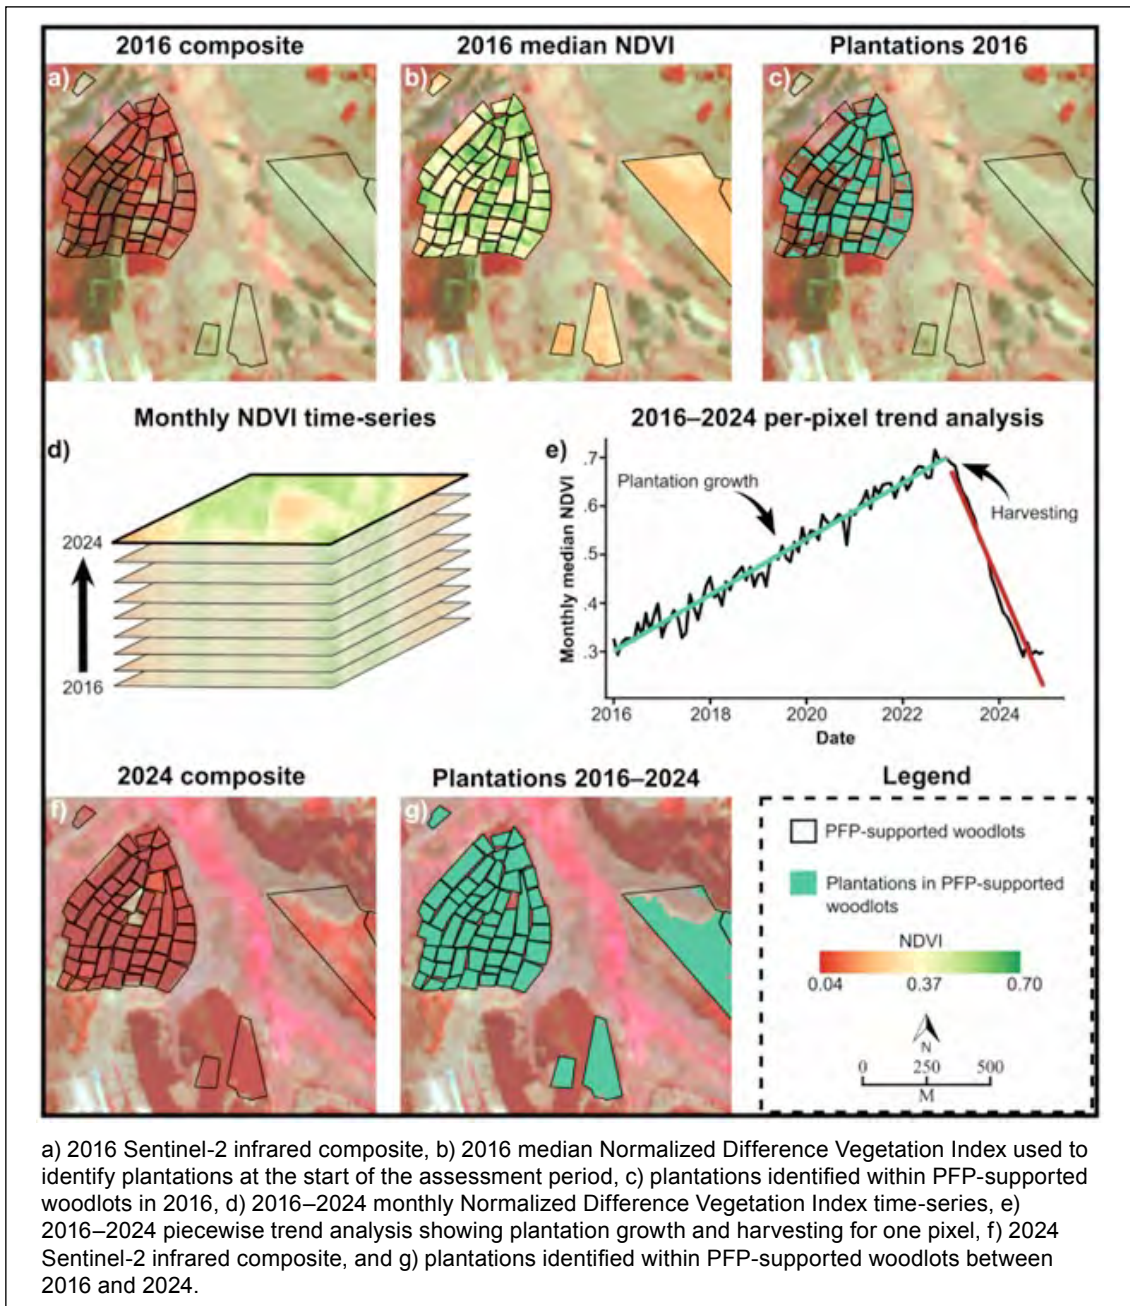 2016 composite
2016 median NDVI
Plantations 2016
a)
b)
c)
Monthly NDVI time-series
2016–2024 per-pixel trend analysis
d)
2024
2016
e)
Monthly median NDVI
.7
.6
.5
.4
.3
Plantation growth
Harvesting
2016
2018
2020
2022
2024
Date
2024 composite
Plantations 2016–2024
Legend
f)
g)
PFP-supported woodlots
Plantations in PFP-supported
woodlots
NDVI
0.04
0.37
0.70
N
0
250
500
M
a) 2016 Sentinel-2 infrared composite, b) 2016 median Normalized Difference Vegetation Index used to
identify plantations at the start of the assessment period, c) plantations identified within PFP-supported
woodlots in 2016, d) 2016–2024 monthly Normalized Difference Vegetation Index time-series, e)
2016–2024 piecewise trend analysis showing plantation growth and harvesting for one pixel, f) 2024
Sentinel-2 infrared composite, and g) plantations identified within PFP-supported woodlots between
2016 and 2024.